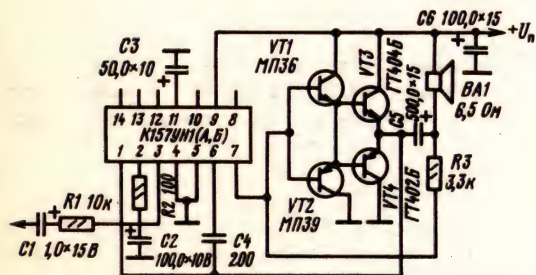 C6 100,0×15
+Uп
C3
50,0×10
VT1
МП36
VT3
ГТ404Б
C5
500,0×15
BA1
6,5 Ом
14 13 12 11 10 9 8
К157УН1(А,Б)
1 2 3 4 5 6 7
R1 10к
R2 100
VT2
МП39
VT4
ГТ402Б
R3
3,3к
C1 1,0×15В
C2
100,0×10В
C4
200